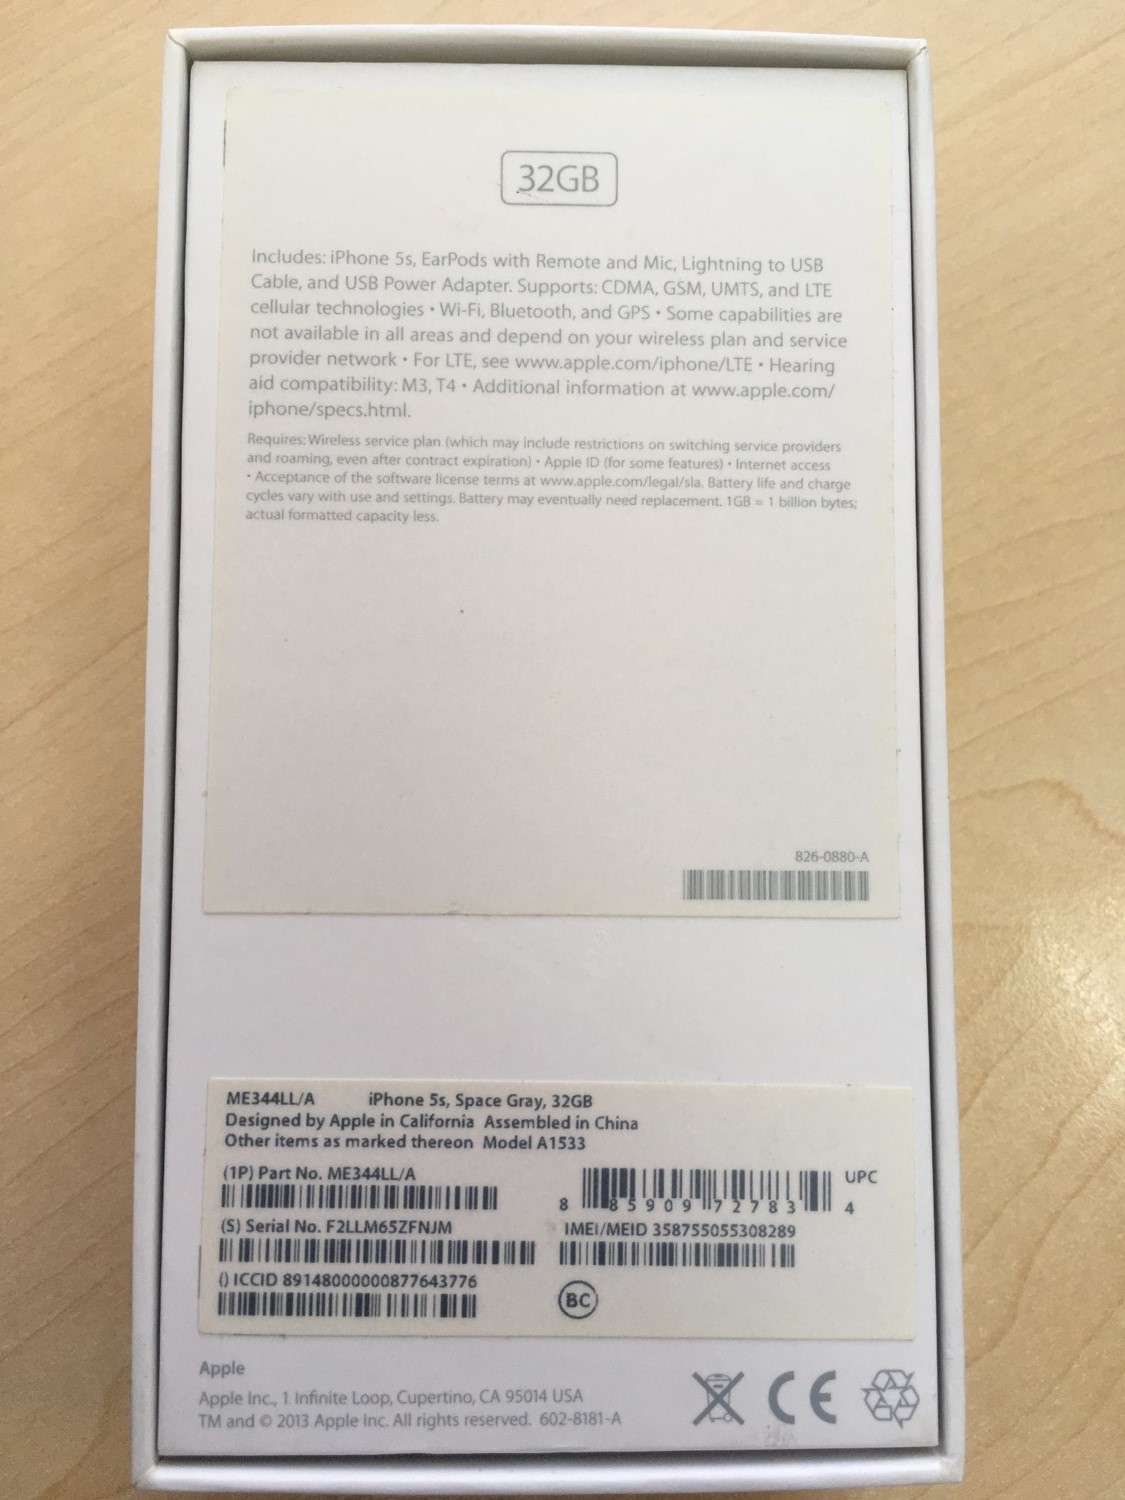 32GB
Includes: iPhone 5s, EarPods with Remote and Mic, Lightning to USB
Cable, and USB Power Adapter. Supports: CDMA, GSM, UMTS, and LTE
cellular technologies • Wi-Fi, Bluetooth, and GPS • Some capabilities are
not available in all areas and depend on your wireless plan and service
provider network • For LTE, see www.apple.com/iphone/LTE • Hearing
aid compatibility: M3, T4 • Additional information at www.apple.com/
iphone/specs.html.
Requires: Wireless service plan (which may include restrictions on switching service providers
and roaming, even after contract expiration) • Apple ID (for some features) • Internet access
• Acceptance of the software license terms at www.apple.com/legal/sla. Battery life and charge
cycles vary with use and settings. Battery may eventually need replacement. 1GB = 1 billion bytes;
actual formatted capacity less.
826-0880-A
ME344LL/A iPhone 5s, Space Gray, 32GB
Designed by Apple in California Assembled in China
Other items as marked thereon Model A1533
(1P) Part No. ME344LL/A
UPC
8 85909 72783 4
(S) Serial No. F2LLM65ZFNJM
IMEI/MEID 358755055308289
() ICCID 89148000000877643776
BC
Apple
Apple Inc., 1 Infinite Loop, Cupertino, CA 95014 USA
TM and © 2013 Apple Inc. All rights reserved. 602-8181-A
CE